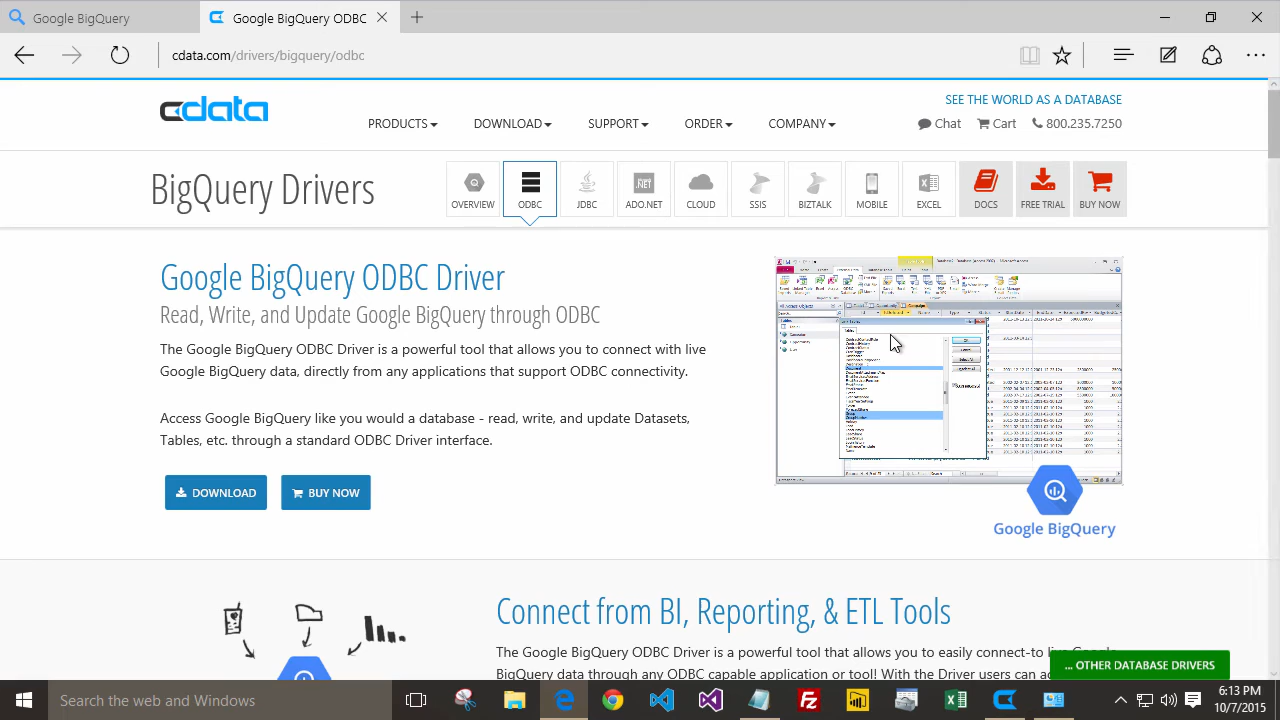 Google BigQuery
Google BigQuery ODBC
cdata.com/drivers/bigquery/odbc
cdata
SEE THE WORLD AS A DATABASE
PRODUCTS
DOWNLOAD
SUPPORT
ORDER
COMPANY
Chat
Cart
800.235.7250
BigQuery Drivers
OVERVIEW
ODBC
JDBC
.NET
ADO.NET
CLOUD
SSIS
BIZTALK
MOBILE
EXCEL
DOCS
FREE TRIAL
BUY NOW
Google BigQuery ODBC Driver
Read, Write, and Update Google BigQuery through ODBC
The Google BigQuery ODBC Driver is a powerful tool that allows you to connect with live
Google BigQuery data, directly from any applications that support ODBC connectivity.
Access Google BigQuery like you would a database - read, write, and update Datasets,
Tables, etc. through a standard ODBC Driver interface.
DOWNLOAD
BUY NOW
Google BigQuery
Connect from BI, Reporting, & ETL Tools
The Google BigQuery ODBC Driver is a powerful tool that allows you to easily connect-to live Google
BigQuery data through any ODBC capable application or tool! With the Driver users can
... OTHER DATABASE DRIVERS
Search the web and Windows
6:13 PM
10/7/2015